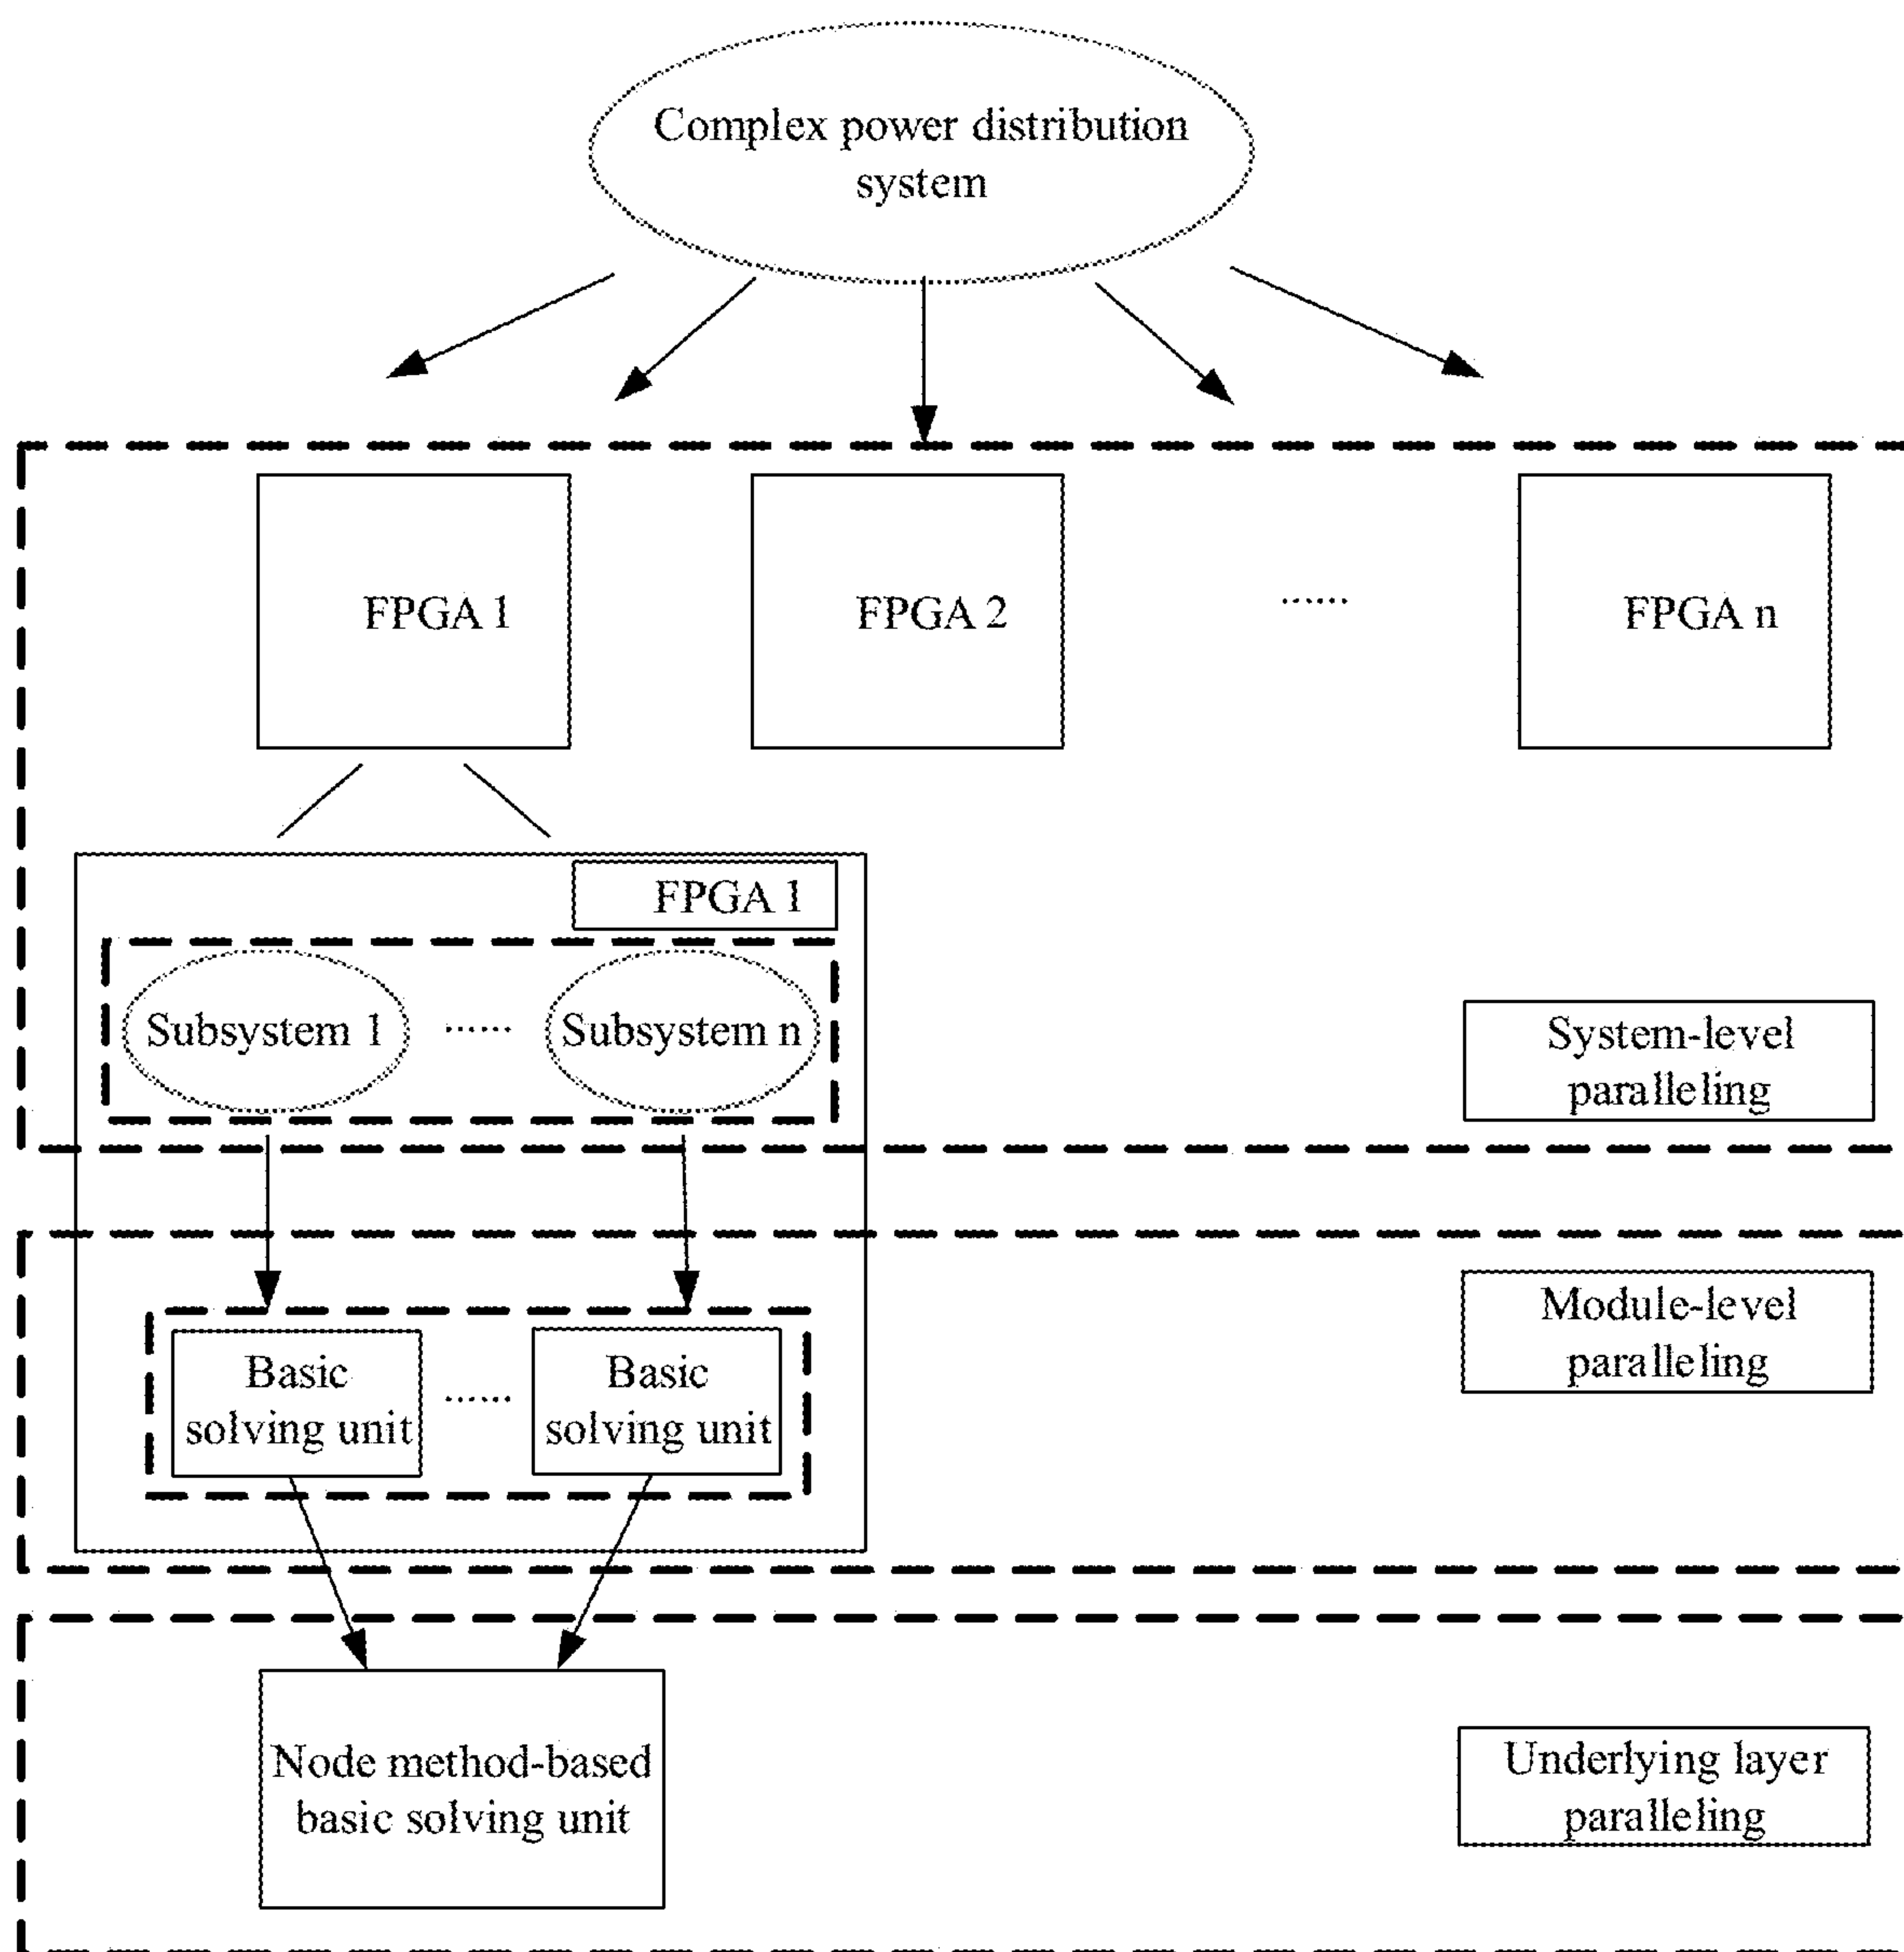 Complex power distribution
system
FPGA 1
FPGA 2
......
FPGA n
FPGA 1
Subsystem 1
......
Subsystem n
System-level
paralleling
Module-level
paralleling
Basic
solving unit
......
Basic
solving unit
Node method-based
basic solving unit
Underlying layer
paralleling